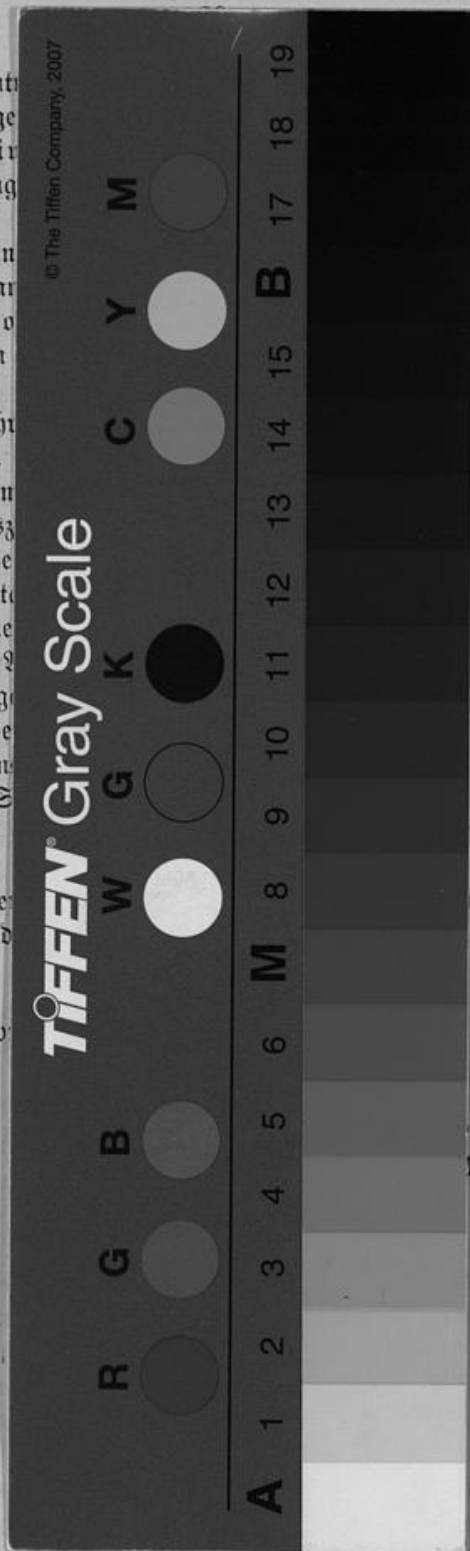 © The Tiffen Company, 2007
TIFFEN® Gray Scale
R G B W G K C Y M
A 1 2 3 4 5 6 M 8 9 10 11 12 13 14 15 B 17 18 19